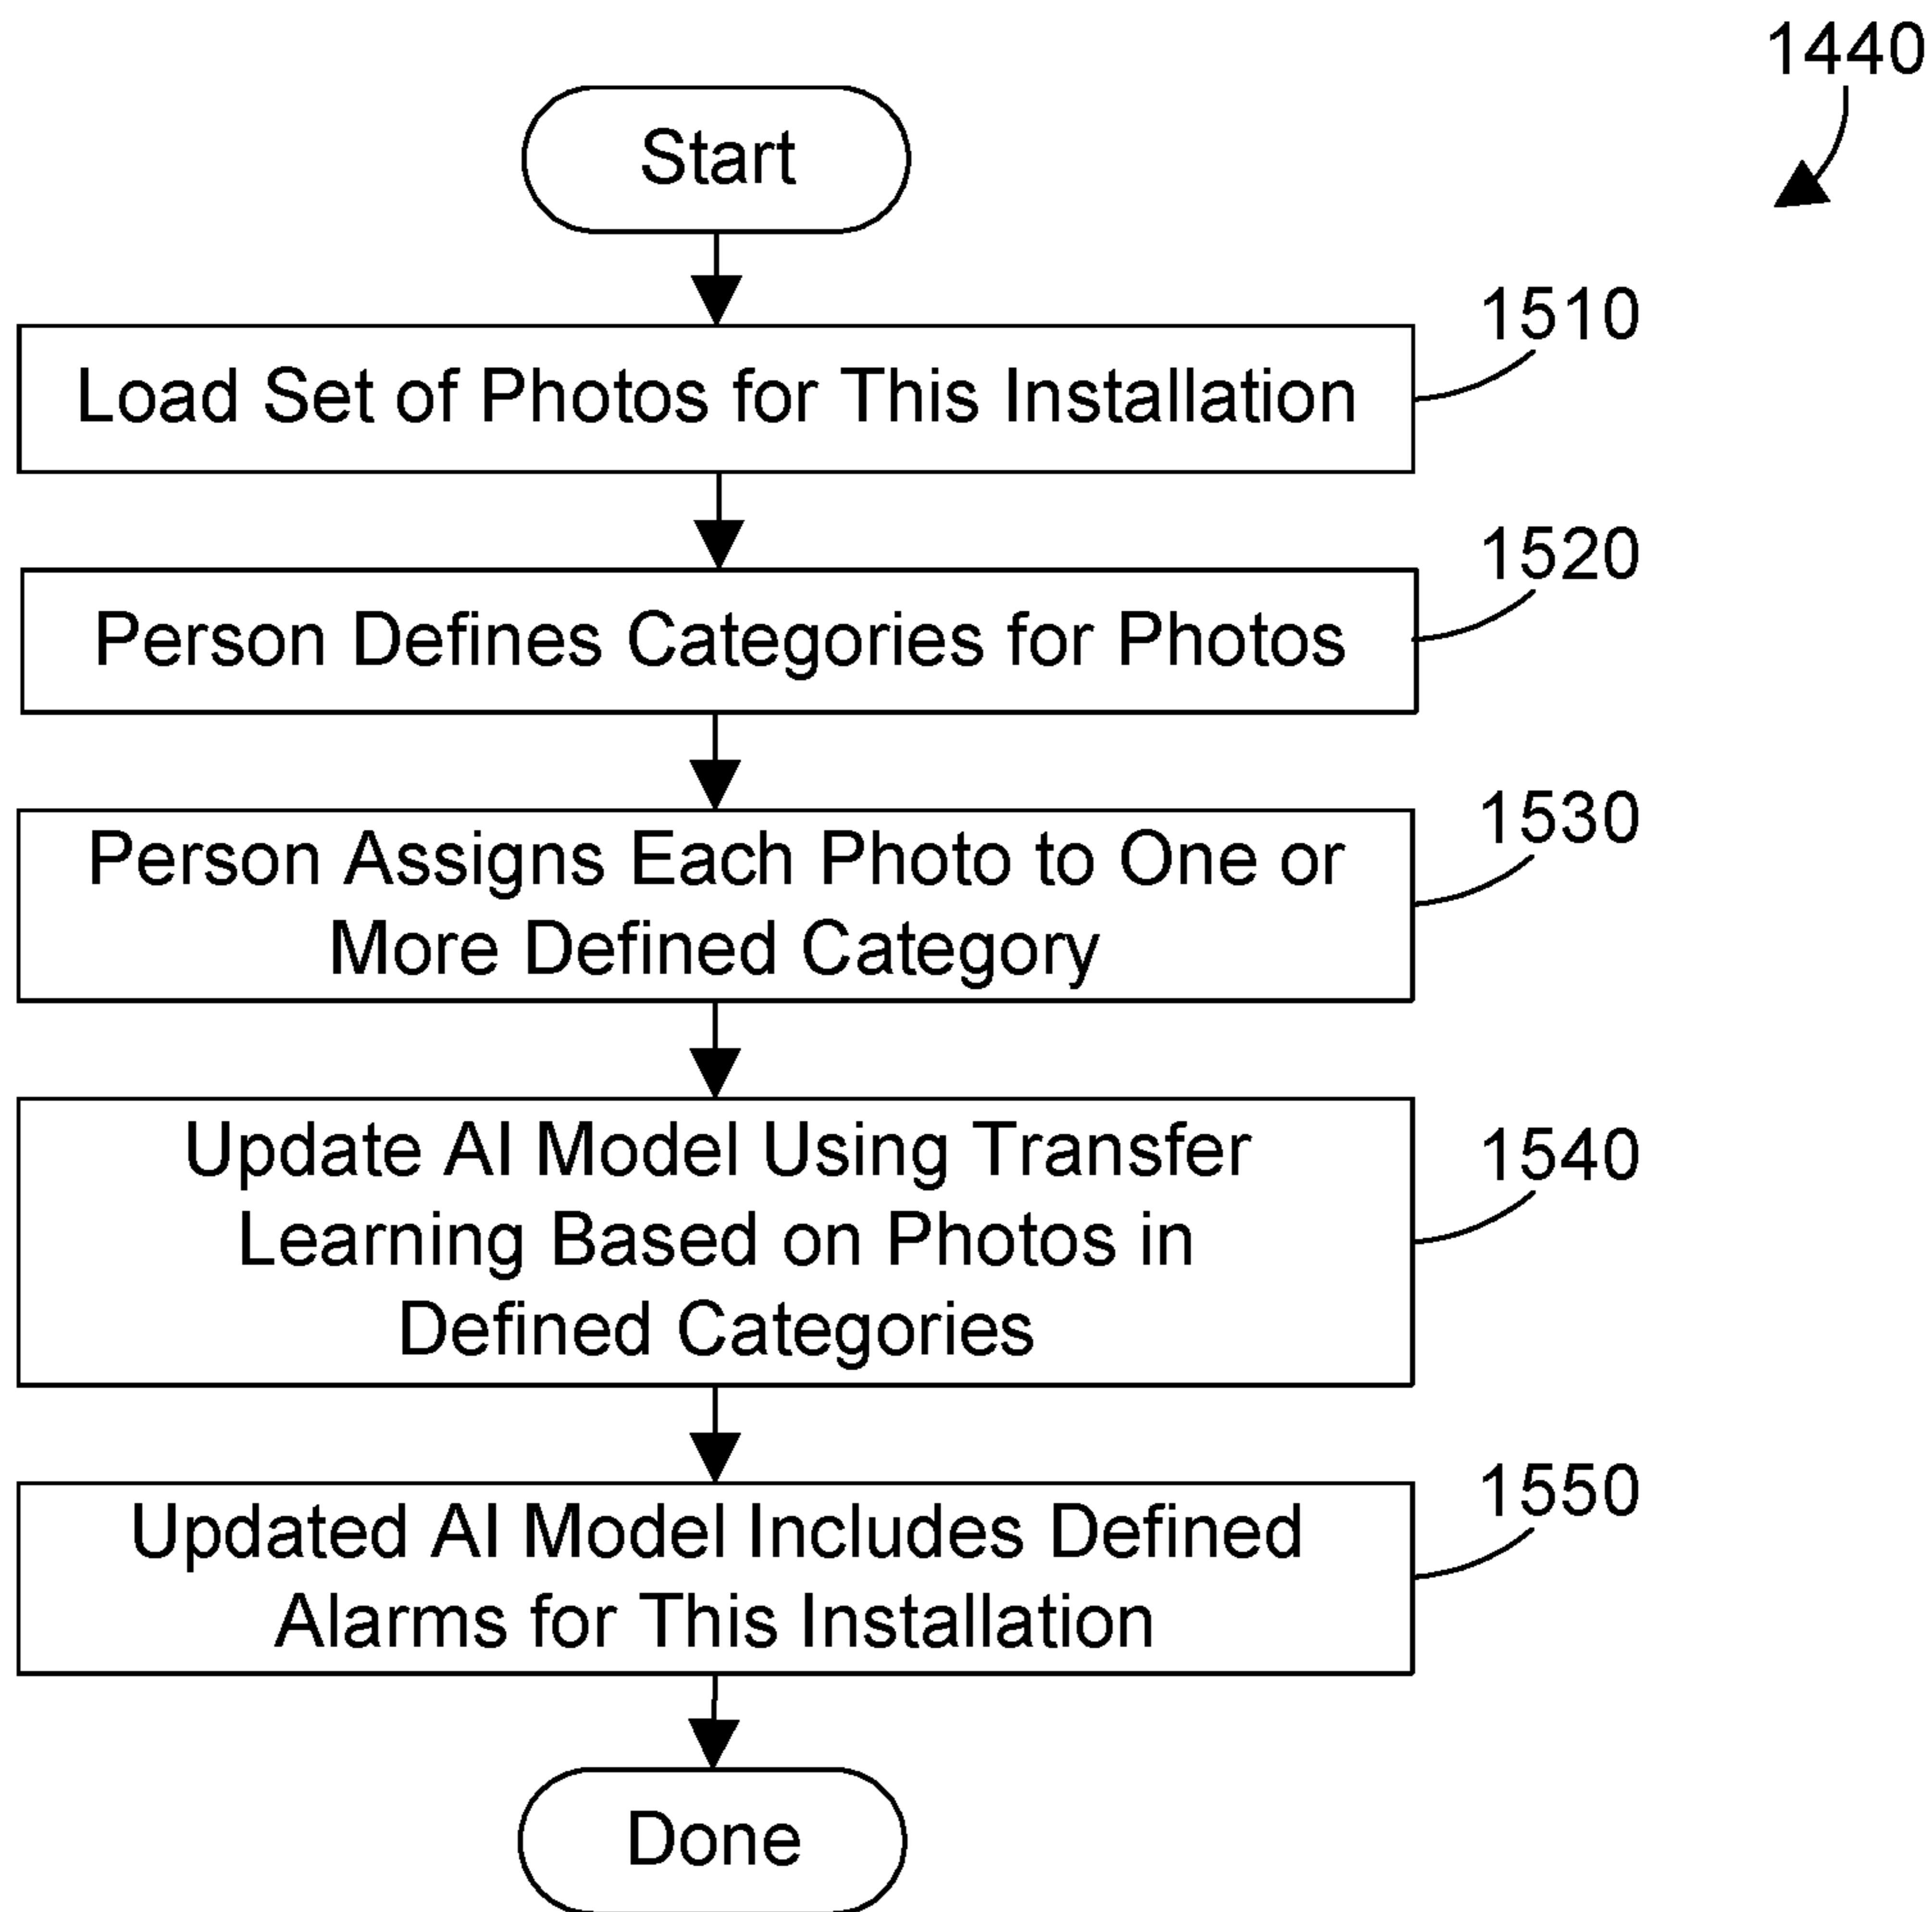 1440
Start
1510
Load Set of Photos for This Installation
1520
Person Defines Categories for Photos
1530
Person Assigns Each Photo to One or
More Defined Category
1540
Update AI Model Using Transfer
Learning Based on Photos in
Defined Categories
1550
Updated AI Model Includes Defined
Alarms for This Installation
Done